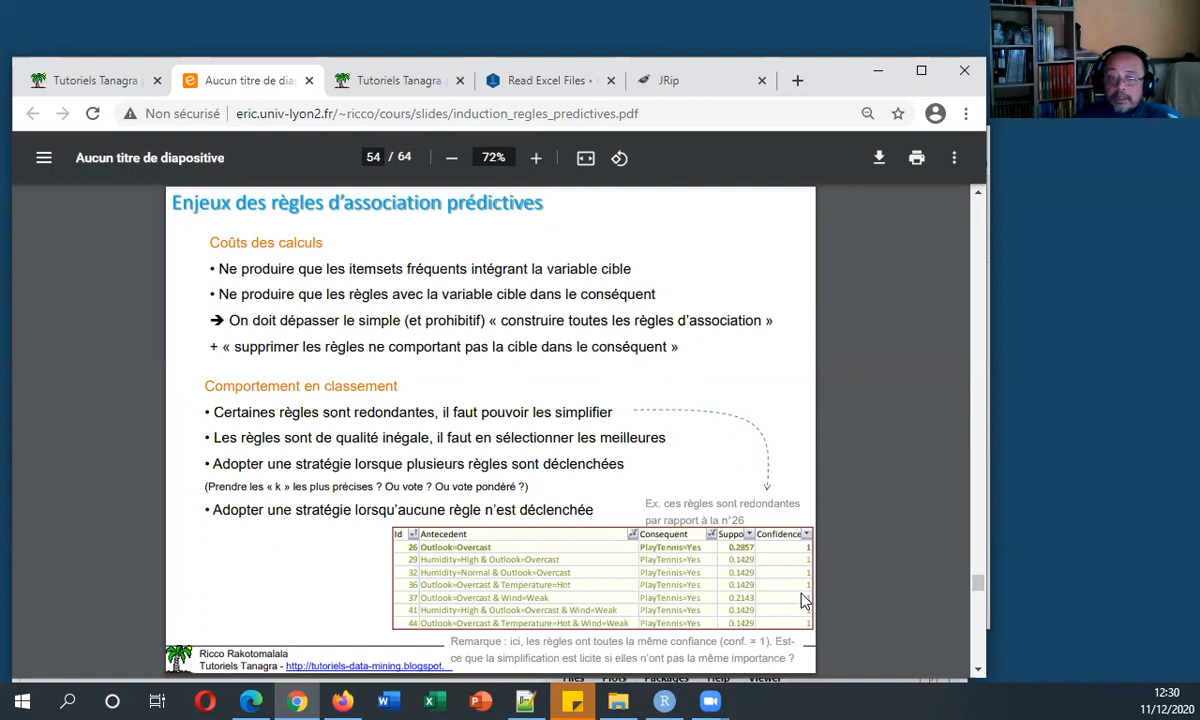 Tutoriels Tanagra
Aucun titre de dia
Tutoriels Tanagra
Read Excel Files •
JRip
Non sécurisé
eric.univ-lyon2.fr/~ricco/cours/slides/induction_regles_predictives.pdf
Aucun titre de diapositive
54 / 64
72%
Enjeux des règles d'association prédictives
Coûts des calculs
• Ne produire que les itemsets fréquents intégrant la variable cible
• Ne produire que les règles avec la variable cible dans le conséquent
➔ On doit dépasser le simple (et prohibitif) « construire toutes les règles d'association »
+ « supprimer les règles ne comportant pas la cible dans le conséquent »
Comportement en classement
• Certaines règles sont redondantes, il faut pouvoir les simplifier
• Les règles sont de qualité inégale, il faut en sélectionner les meilleures
• Adopter une stratégie lorsque plusieurs règles sont déclenchées
(Prendre les « k » les plus précises ? Ou vote ? Ou vote pondéré ?)
• Adopter une stratégie lorsqu'aucune règle n'est déclenchée
Ex. ces règles sont redondantes
par rapport à la n°26
Id Antecedent Consequent Suppo Confidence
26 Outlook=Overcast PlayTennis=Yes 0.2857 1
29 Humidity=High & Outlook=Overcast PlayTennis=Yes 0.1429 1
32 Humidity=Normal & Outlook=Overcast PlayTennis=Yes 0.1429 1
36 Outlook=Overcast & Temperature=Hot PlayTennis=Yes 0.1429 1
37 Outlook=Overcast & Wind=Weak PlayTennis=Yes 0.2143
41 Humidity=High & Outlook=Overcast & Wind=Weak PlayTennis=Yes 0.1429 1
44 Outlook=Overcast & Temperature=Hot & Wind=Weak PlayTennis=Yes 0.1429 1
Remarque : ici, les règles ont toutes la même confiance (conf. = 1). Est-
ce que la simplification est licite si elles n'ont pas la même importance ?
Ricco Rakotomalala
Tutoriels Tanagra - http://tutoriels-data-mining.blogspot.
Files Plots Packages Help Viewer
12:30
11/12/2020